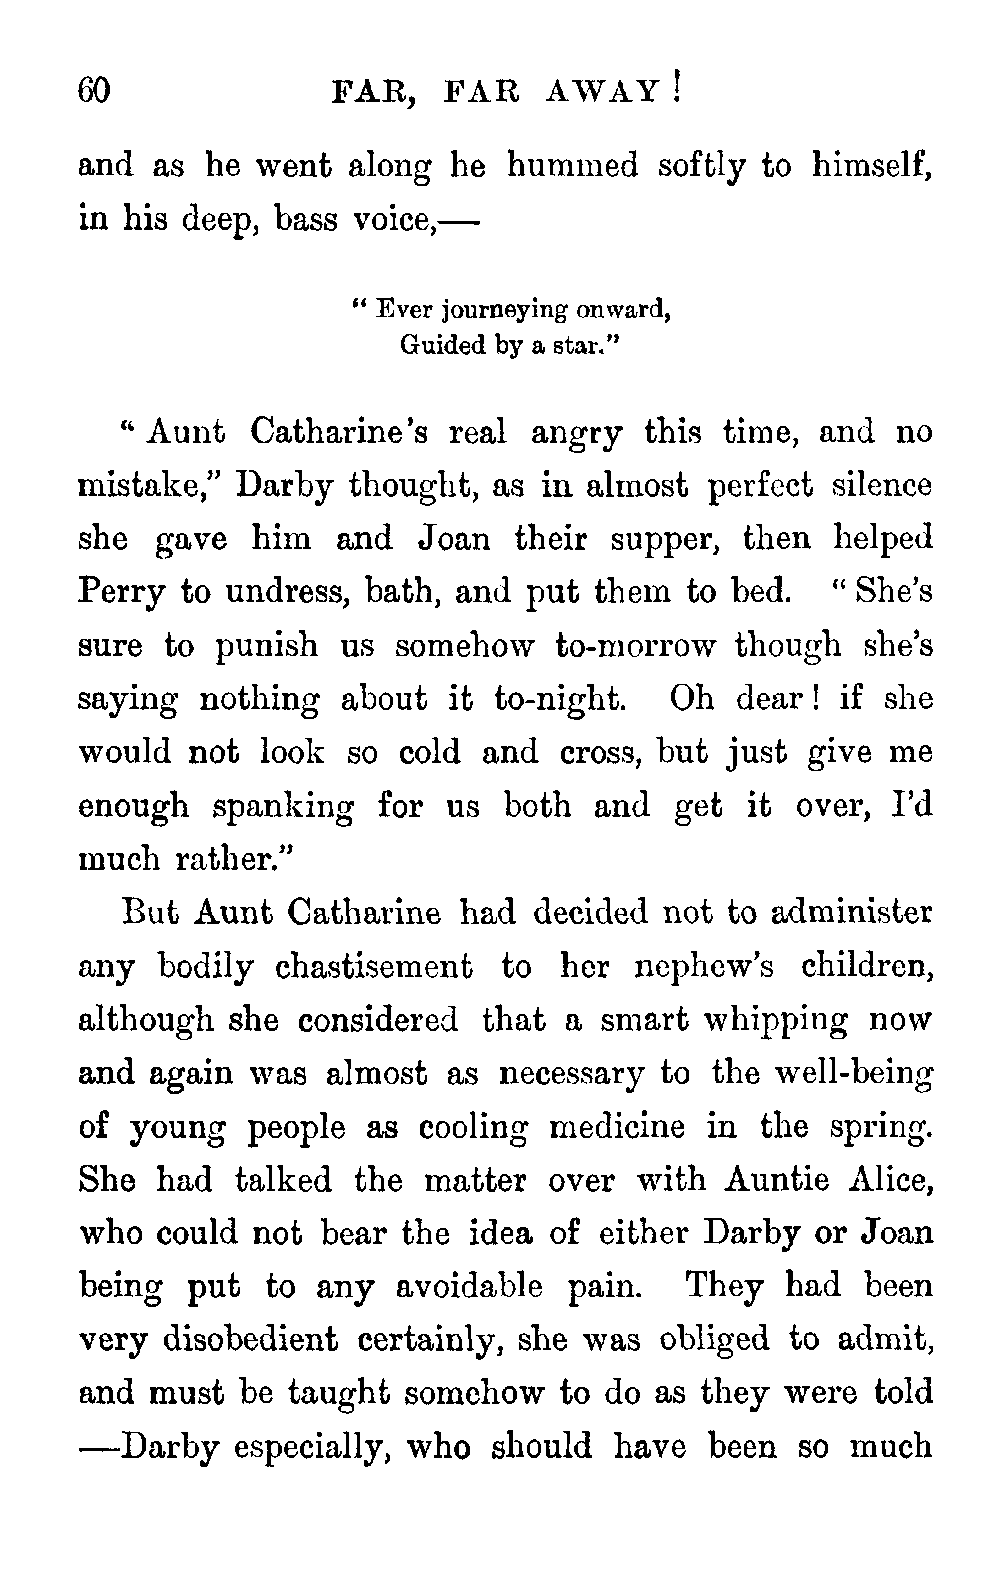 60 FAR, FAR AWAY!
and as he went along he hummed softly to himself,
in his deep, bass voice,—
“Ever journeying onward,
Guided by a star.”
“Aunt Catharine’s real angry this time, and no
mistake,” Darby thought, as in almost perfect silence
she gave him and Joan their supper, then helped
Perry to undress, bath, and put them to bed. “She’s
sure to punish us somehow to-morrow though she’s
saying nothing about it to-night. Oh dear! if she
would not look so cold and cross, but just give me
enough spanking for us both and get it over, I’d
much rather.”
But Aunt Catharine had decided not to administer
any bodily chastisement to her nephew’s children,
although she considered that a smart whipping now
and again was almost as necessary to the well-being
of young people as cooling medicine in the spring.
She had talked the matter over with Auntie Alice,
who could not bear the idea of either Darby or Joan
being put to any avoidable pain. They had been
very disobedient certainly, she was obliged to admit,
and must be taught somehow to do as they were told
—Darby especially, who should have been so much